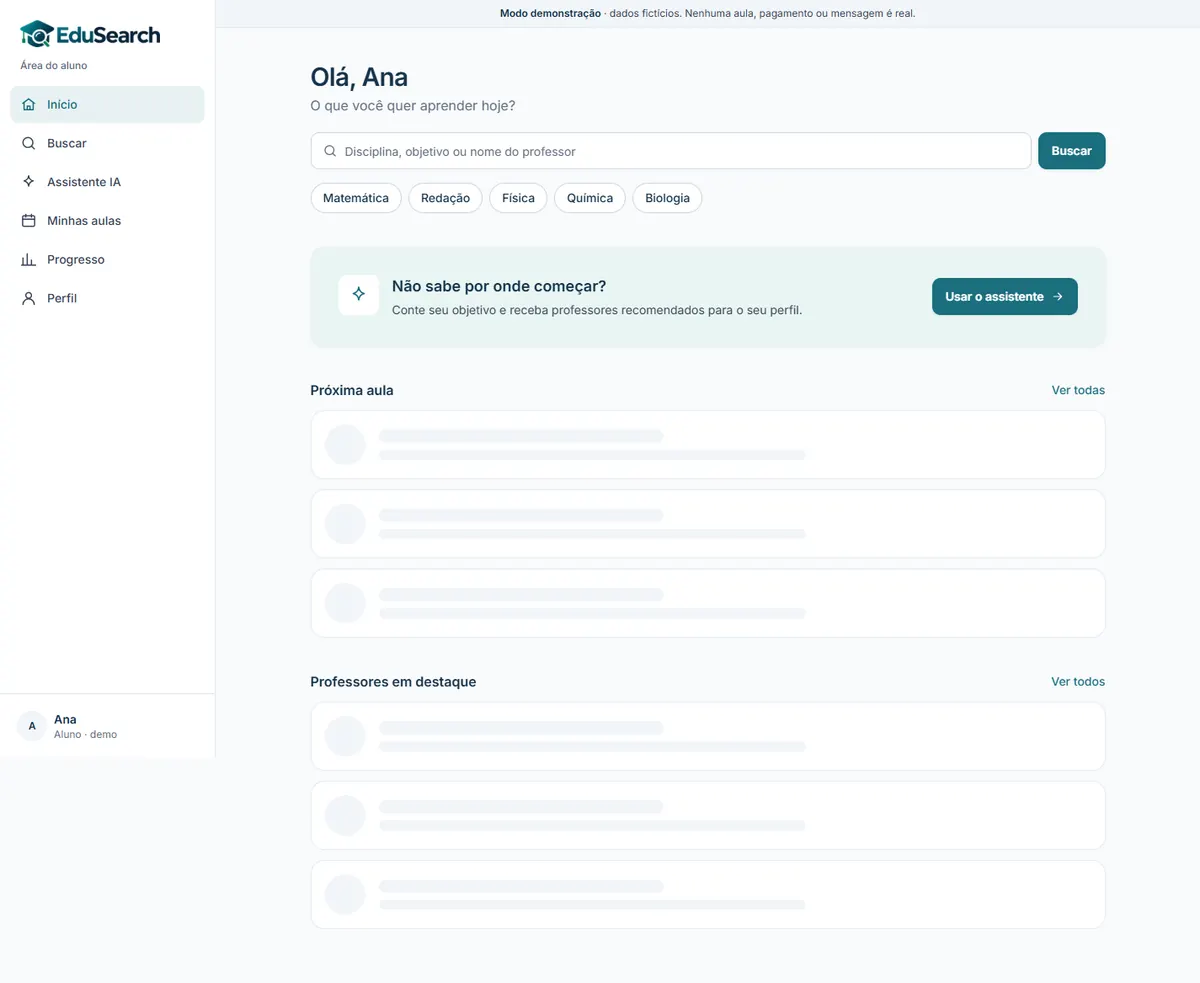 Modo demonstração · dados fictícios. Nenhuma aula, pagamento ou mensagem é real.
EduSearch
Área do aluno
Início
Buscar
Assistente IA
Minhas aulas
Progresso
Perfil
Ana
A
Aluno · demo
Olá, Ana
O que você quer aprender hoje?
Disciplina, objetivo ou nome do professor
Buscar
Matemática
Redação
Física
Química
Biologia
Não sabe por onde começar?
Conte seu objetivo e receba professores recomendados para o seu perfil.
Usar o assistente →
Próxima aula
Ver todas
Professores em destaque
Ver todos